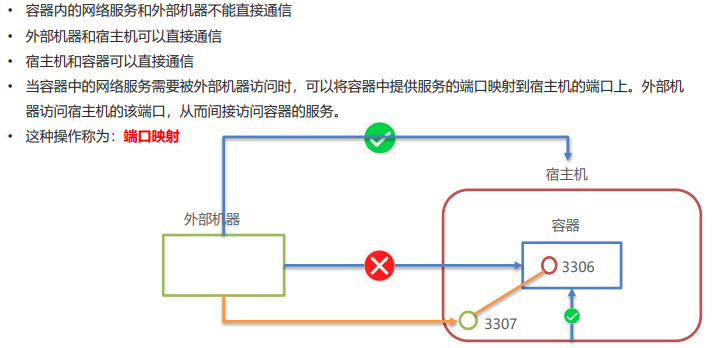 • 容器内的网络服务和外部机器不能直接通信
• 外部机器和宿主机可以直接通信
• 宿主机和容器可以直接通信
• 当容器中的网络服务需要被外部机器访问时，可以将容器中提供服务的端口映射到宿主机的端口上。外部机
器访问宿主机的该端口，从而间接访问容器的服务。
• 这种操作称为：端口映射
宿主机
外部机器
容器
3306
3307